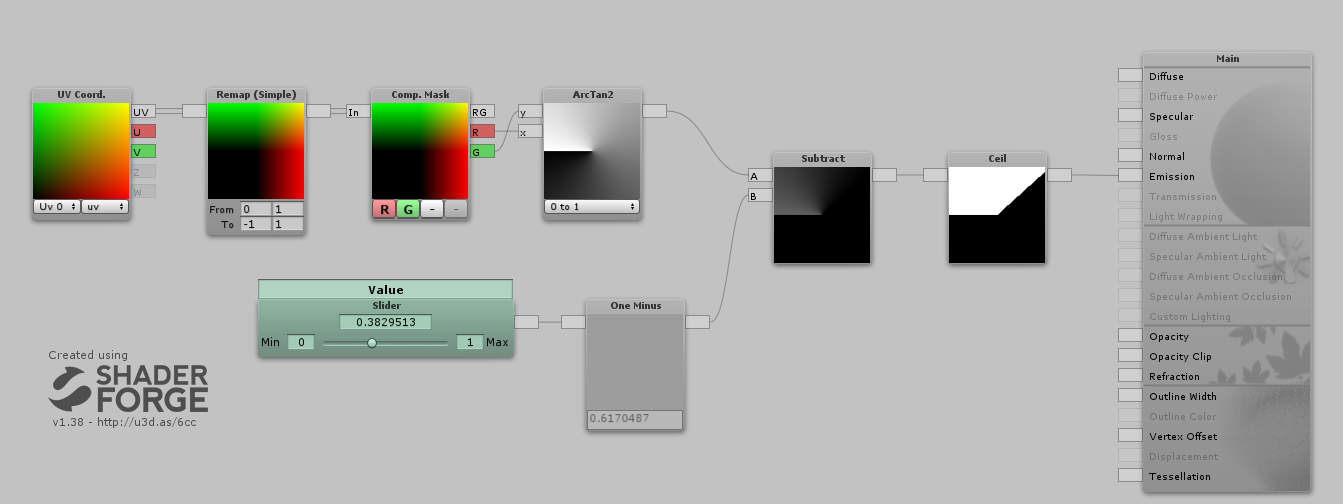 UV Coord.
UV
U
V
Z
W
Uv 0
uv
Remap (Simple)
From 0 1
To -1 1
Comp. Mask
In
RG
R
G
R G - -
ArcTan2
y
x
0 to 1
Subtract
A
B
Ceil
Value
Slider
0.3829513
Min 0 1 Max
One Minus
0.6170487
Main
Diffuse
Diffuse Power
Specular
Gloss
Normal
Emission
Transmission
Light Wrapping
Diffuse Ambient Light
Specular Ambient Light
Diffuse Ambient Occlusion
Specular Ambient Occlusion
Custom Lighting
Opacity
Opacity Clip
Refraction
Outline Width
Outline Color
Vertex Offset
Displacement
Tessellation
Created using
SHADER
FORGE
v1.38 - http://u3d.as/6cc